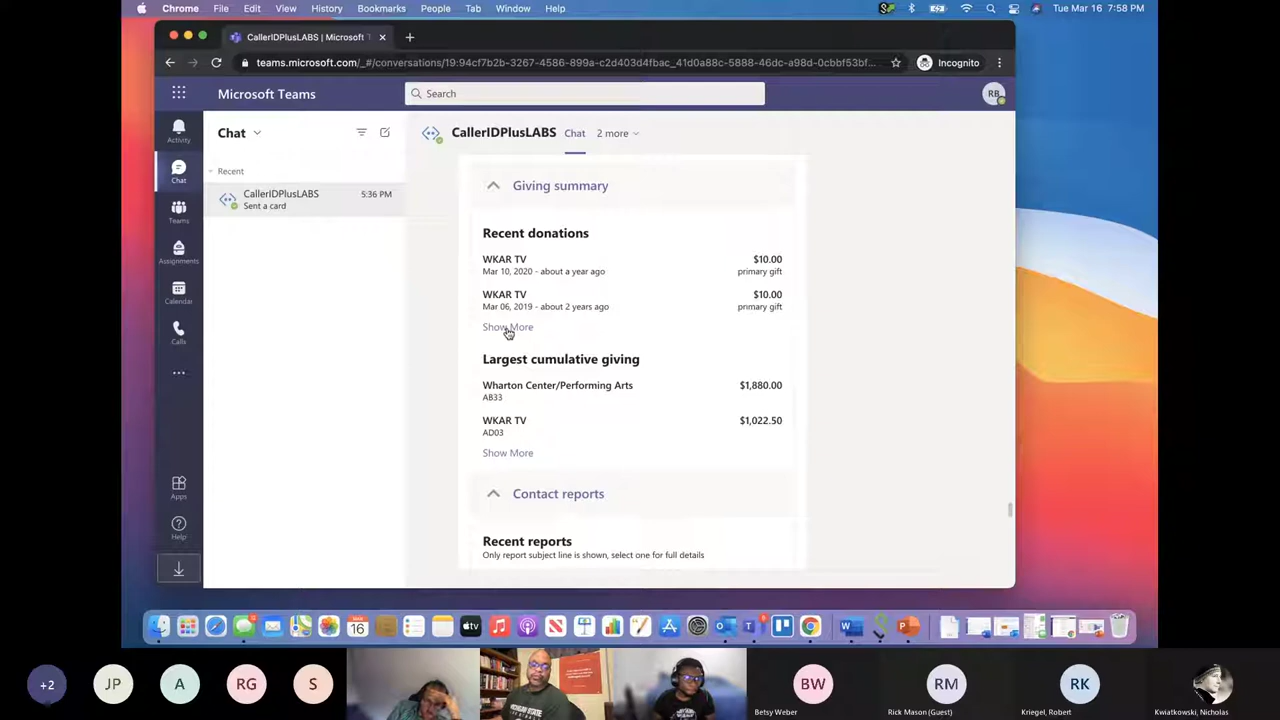 Chrome File Edit View History Bookmarks People Tab Window Help Tue Mar 16 7:58 PM
CallerIDPlusLABS | Microsoft T
teams.microsoft.com/_#/conversations/19:94cf7b2b-3267-4586-899a-c2d403d4fbac_41d0a88c-5888-46dc-a98d-0cbbf53bf... Incognito
Microsoft Teams Search RB
Activity
Chat
Teams
Assignments
Calendar
Calls
Apps
Help
Chat
Recent
CallerIDPlusLABS 5:36 PM
Sent a card
CallerIDPlusLABS Chat 2 more
Giving summary
Recent donations
WKAR TV $10.00
Mar 10, 2020 - about a year ago primary gift
WKAR TV $10.00
Mar 06, 2019 - about 2 years ago primary gift
Show More
Largest cumulative giving
Wharton Center/Performing Arts $1,880.00
AB33
WKAR TV $1,022.50
AD03
Show More
Contact reports
Recent reports
Only report subject line is shown, select one for full details
16
tv
+2 JP A RG S BW RM RK
Betsy Weber Rick Mason (Guest) Kriegel, Robert Kwiatkowski, Nicholas